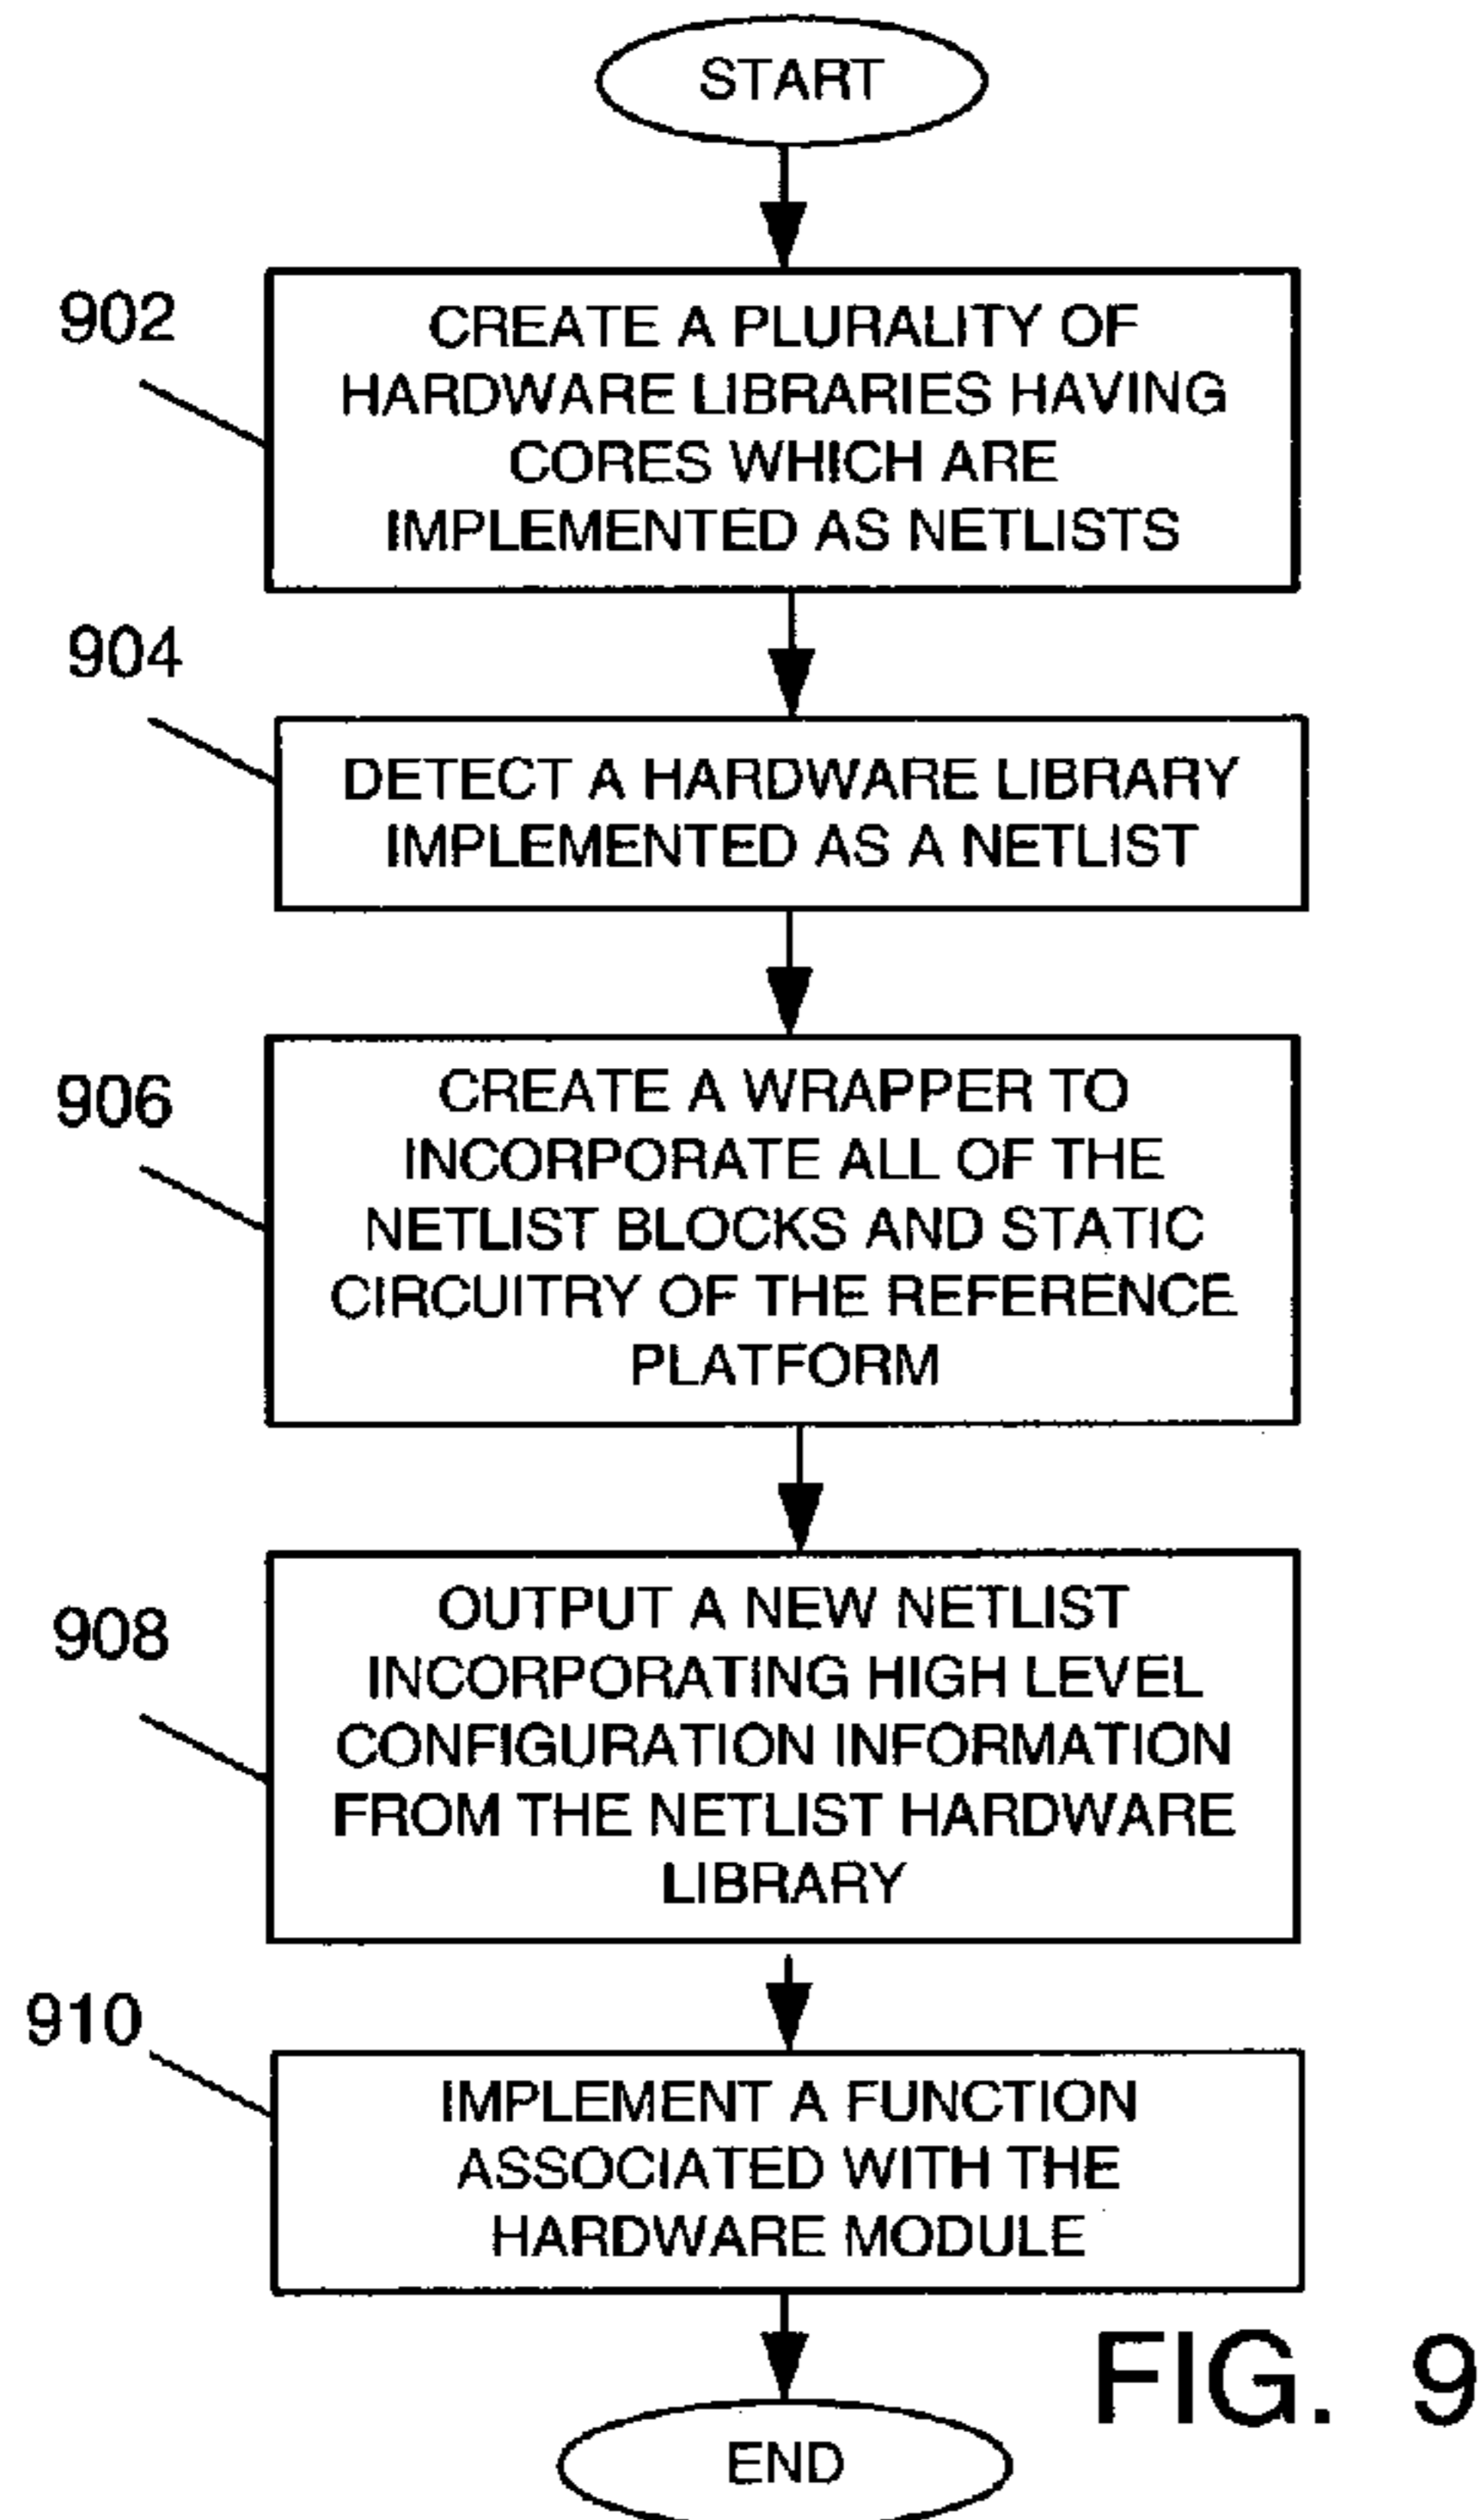 START
902
CREATE A PLURALITY OF
HARDWARE LIBRARIES HAVING
CORES WHICH ARE
IMPLEMENTED AS NETLISTS
904
DETECT A HARDWARE LIBRARY
IMPLEMENTED AS A NETLIST
906
CREATE A WRAPPER TO
INCORPORATE ALL OF THE
NETLIST BLOCKS AND STATIC
CIRCUITRY OF THE REFERENCE
PLATFORM
908
OUTPUT A NEW NETLIST
INCORPORATING HIGH LEVEL
CONFIGURATION INFORMATION
FROM THE NETLIST HARDWARE
LIBRARY
910
IMPLEMENT A FUNCTION
ASSOCIATED WITH THE
HARDWARE MODULE
END
FIG. 9